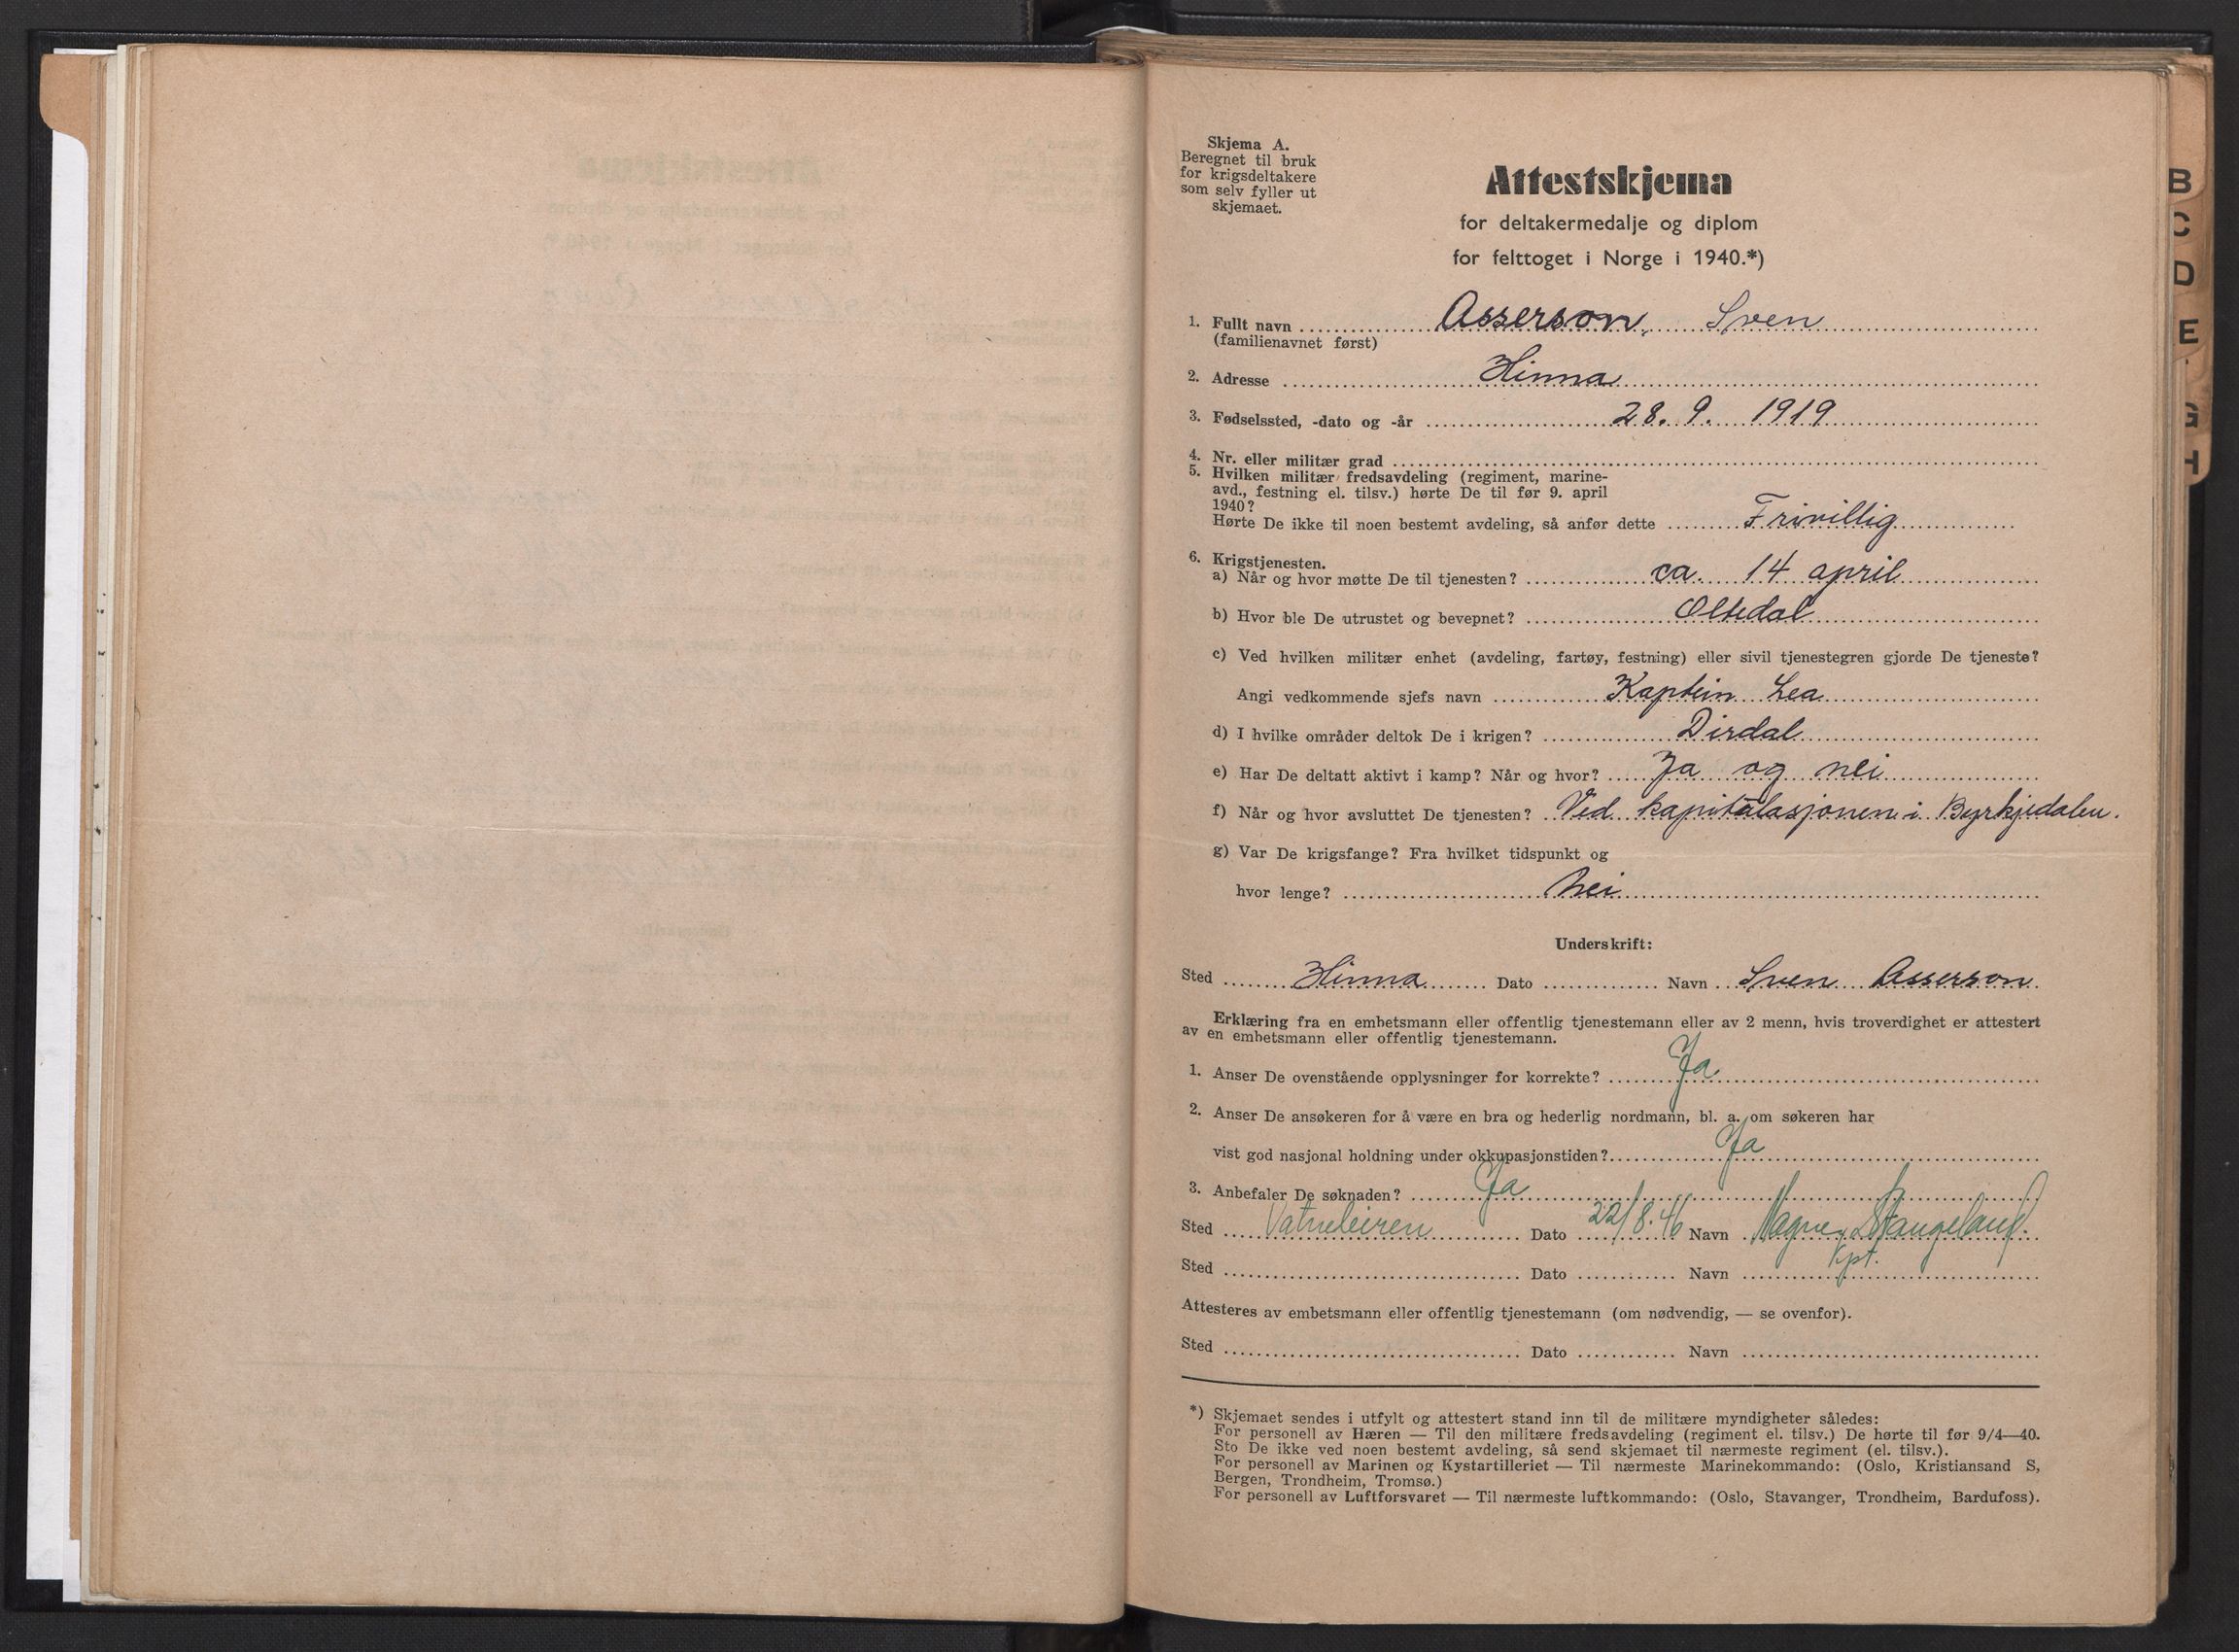 Skjema A.
Beregnet til bruk
for krigsdeltakere
som selv fyller ut
skjemaet.
Attestskjema
for deltakermedalje og diplom
for felttoget i Norge i 1940.*)
1. Fullt navn Asserson, Sven
(familienavnet først)
2. Adresse Hinna
3. Fødselssted, -dato og -år 28. 9. 1919
4. Nr. eller militær grad
5. Hvilken militær fredsavdeling (regiment, marine-
avd., festning el. tilsv.) hørte De til før 9. april
1940?
Hørte De ikke til noen bestemt avdeling, så anfør dette Frivillig
6. Krigstjenesten.
a) Når og hvor møtte De til tjenesten? ca. 14 april
b) Hvor ble De utrustet og bevepnet? Oltedal
c) Ved hvilken militær enhet (avdeling, fartøy, festning) eller sivil tjenestegren gjorde De tjeneste?
Angi vedkommende sjefs navn Kaptein Lea
d) I hvilke områder deltok De i krigen? Dirdal
e) Har De deltatt aktivt i kamp? Når og hvor? Ja og nei
f) Når og hvor avsluttet De tjenesten? Ved kapitulasjonen i Byrkjedalen.
g) Var De krigsfange? Fra hvilket tidspunkt og
hvor lenge? Nei
Underskrift:
Sted Hinna Dato Navn Sven Asserson
Erklæring fra en embetsmann eller offentlig tjenestemann eller av 2 menn, hvis troverdighet er attestert
av en embetsmann eller offentlig tjenestemann.
1. Anser De ovenstående opplysninger for korrekte? Ja
2. Anser De ansøkeren for å være en bra og hederlig nordmann, bl. a. om søkeren har
vist god nasjonal holdning under okkupasjonstiden? Ja
3. Anbefaler De søknaden? Ja
Sted Vatneleiren Dato 22/8.46 Navn Magne Stangeland.
Kpt.
Sted Dato Navn
Attesteres av embetsmann eller offentlig tjenestemann (om nødvendig, — se ovenfor).
Sted Dato Navn
*) Skjemaet sendes i utfylt og attestert stand inn til de militære myndigheter således:
For personell av Hæren — Til den militære fredsavdeling (regiment el. tilsv.) De hørte til før 9/4—40.
Sto De ikke ved noen bestemt avdeling, så send skjemaet til nærmeste regiment (el. tilsv.).
For personell av Marinen og Kystartilleriet — Til nærmeste Marinekommando: (Oslo, Kristiansand S,
Bergen, Trondheim, Tromsø.)
For personell av Luftforsvaret — Til nærmeste luftkommando: (Oslo, Stavanger, Trondheim, Bardufoss).
B
C
D
E
G
H